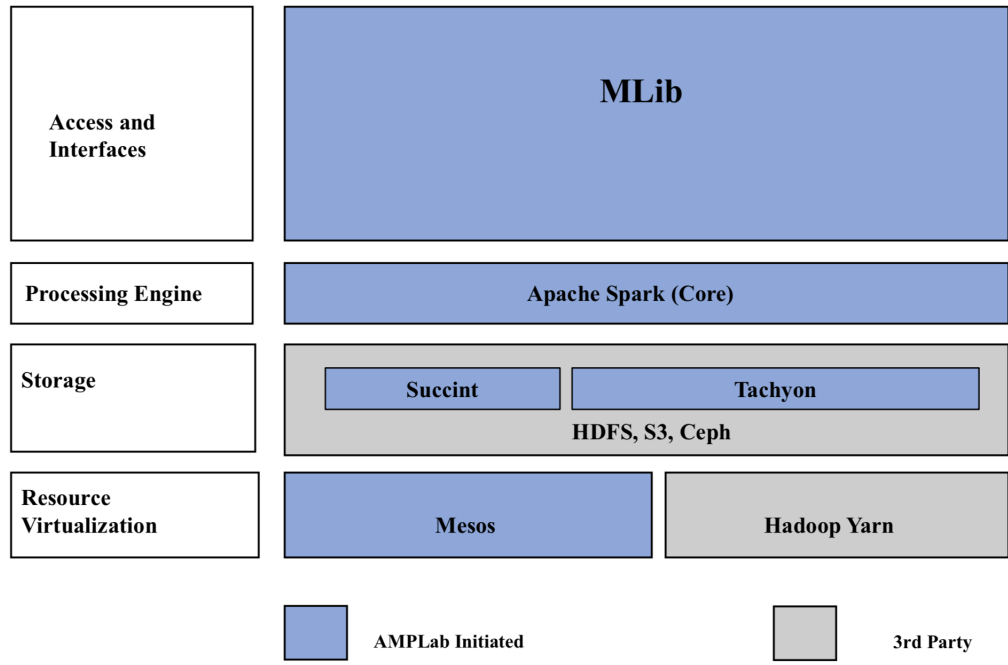 Access and
Interfaces
MLib
Processing Engine
Apache Spark (Core)
Storage
Succint
Tachyon
HDFS, S3, Ceph
Resource
Virtualization
Mesos
Hadoop Yarn
AMPLab Initiated
3rd Party